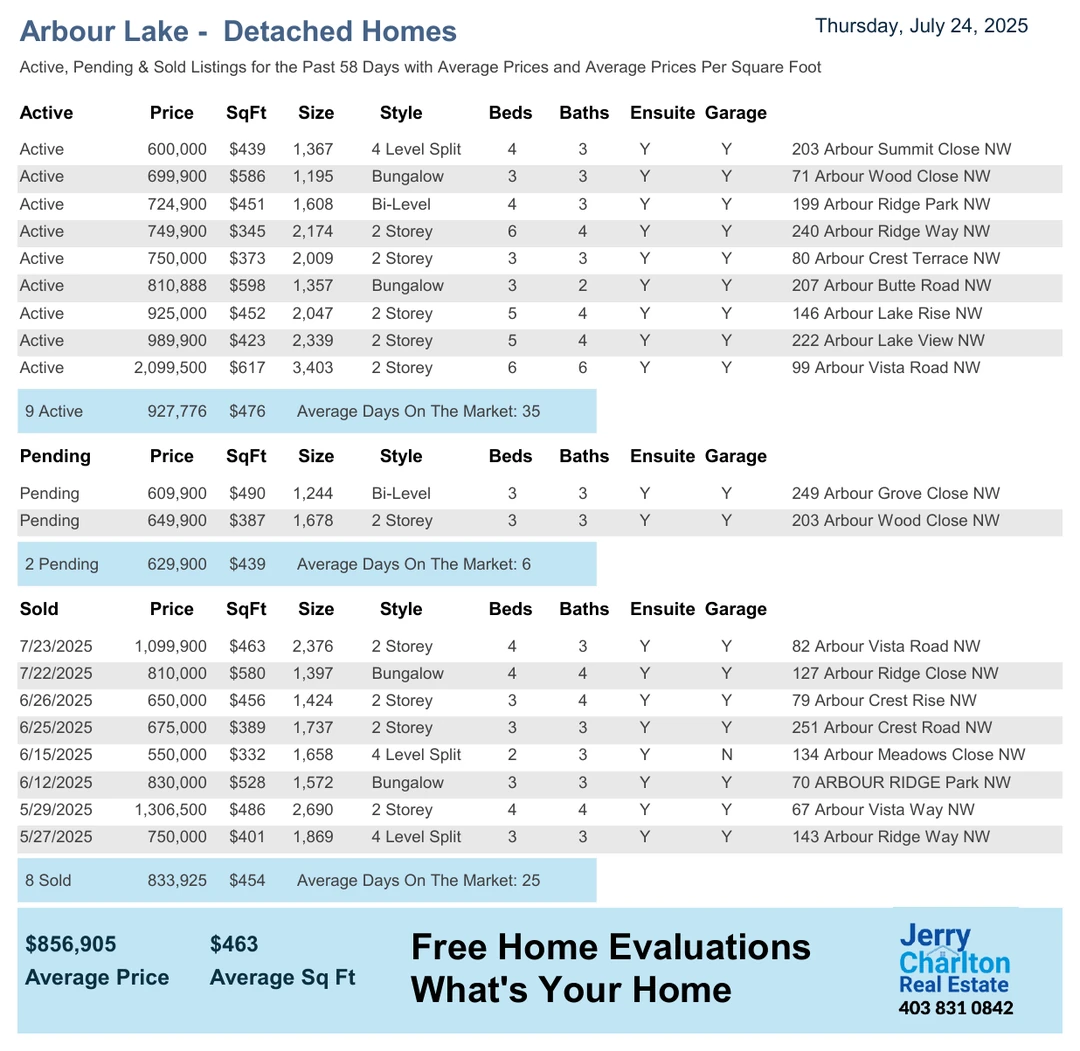 Arbour Lake - Detached Homes
Thursday, July 24, 2025
Active, Pending & Sold Listings for the Past 58 Days with Average Prices and Average Prices Per Square Foot
Active Price SqFt Size Style Beds Baths Ensuite Garage
Active 600,000 $439 1,367 4 Level Split 4 3 Y Y 203 Arbour Summit Close NW
Active 699,900 $586 1,195 Bungalow 3 3 Y Y 71 Arbour Wood Close NW
Active 724,900 $451 1,608 Bi-Level 4 3 Y Y 199 Arbour Ridge Park NW
Active 749,900 $345 2,174 2 Storey 6 4 Y Y 240 Arbour Ridge Way NW
Active 750,000 $373 2,009 2 Storey 3 3 Y Y 80 Arbour Crest Terrace NW
Active 810,888 $598 1,357 Bungalow 3 2 Y Y 207 Arbour Butte Road NW
Active 925,000 $452 2,047 2 Storey 5 4 Y Y 146 Arbour Lake Rise NW
Active 989,900 $423 2,339 2 Storey 5 4 Y Y 222 Arbour Lake View NW
Active 2,099,500 $617 3,403 2 Storey 6 6 Y Y 99 Arbour Vista Road NW
9 Active 927,776 $476 Average Days On The Market: 35
Pending Price SqFt Size Style Beds Baths Ensuite Garage
Pending 609,900 $490 1,244 Bi-Level 3 3 Y Y 249 Arbour Grove Close NW
Pending 649,900 $387 1,678 2 Storey 3 3 Y Y 203 Arbour Wood Close NW
2 Pending 629,900 $439 Average Days On The Market: 6
Sold Price SqFt Size Style Beds Baths Ensuite Garage
7/23/2025 1,099,900 $463 2,376 2 Storey 4 3 Y Y 82 Arbour Vista Road NW
7/22/2025 810,000 $580 1,397 Bungalow 4 4 Y Y 127 Arbour Ridge Close NW
6/26/2025 650,000 $456 1,424 2 Storey 3 4 Y Y 79 Arbour Crest Rise NW
6/25/2025 675,000 $389 1,737 2 Storey 3 3 Y Y 251 Arbour Crest Road NW
6/15/2025 550,000 $332 1,658 4 Level Split 2 3 Y N 134 Arbour Meadows Close NW
6/12/2025 830,000 $528 1,572 Bungalow 3 3 Y Y 70 ARBOUR RIDGE Park NW
5/29/2025 1,306,500 $486 2,690 2 Storey 4 4 Y Y 67 Arbour Vista Way NW
5/27/2025 750,000 $401 1,869 4 Level Split 3 3 Y Y 143 Arbour Ridge Way NW
8 Sold 833,925 $454 Average Days On The Market: 25
$856,905 $463
Average Price Average Sq Ft
Free Home Evaluations
What's Your Home
Jerry
Charlton
Real Estate
403 831 0842